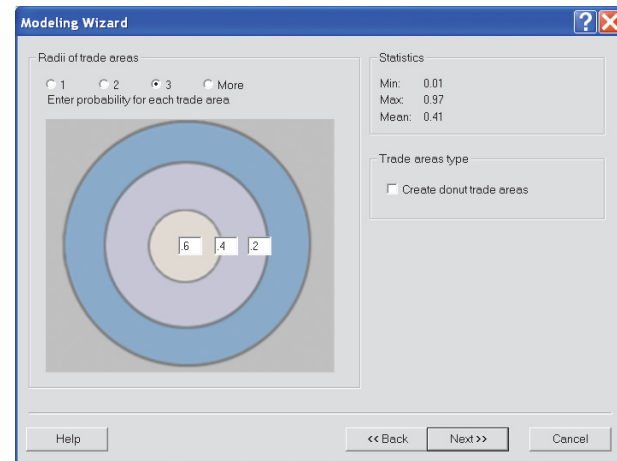 Modeling Wizard
Radii of trade areas
1 2 3 More
Enter probability for each trade area
.6 .4 .2
Statistics
Min: 0.01
Max: 0.97
Mean: 0.41
Trade areas type
Create donut trade areas
Help << Back Next >> Cancel